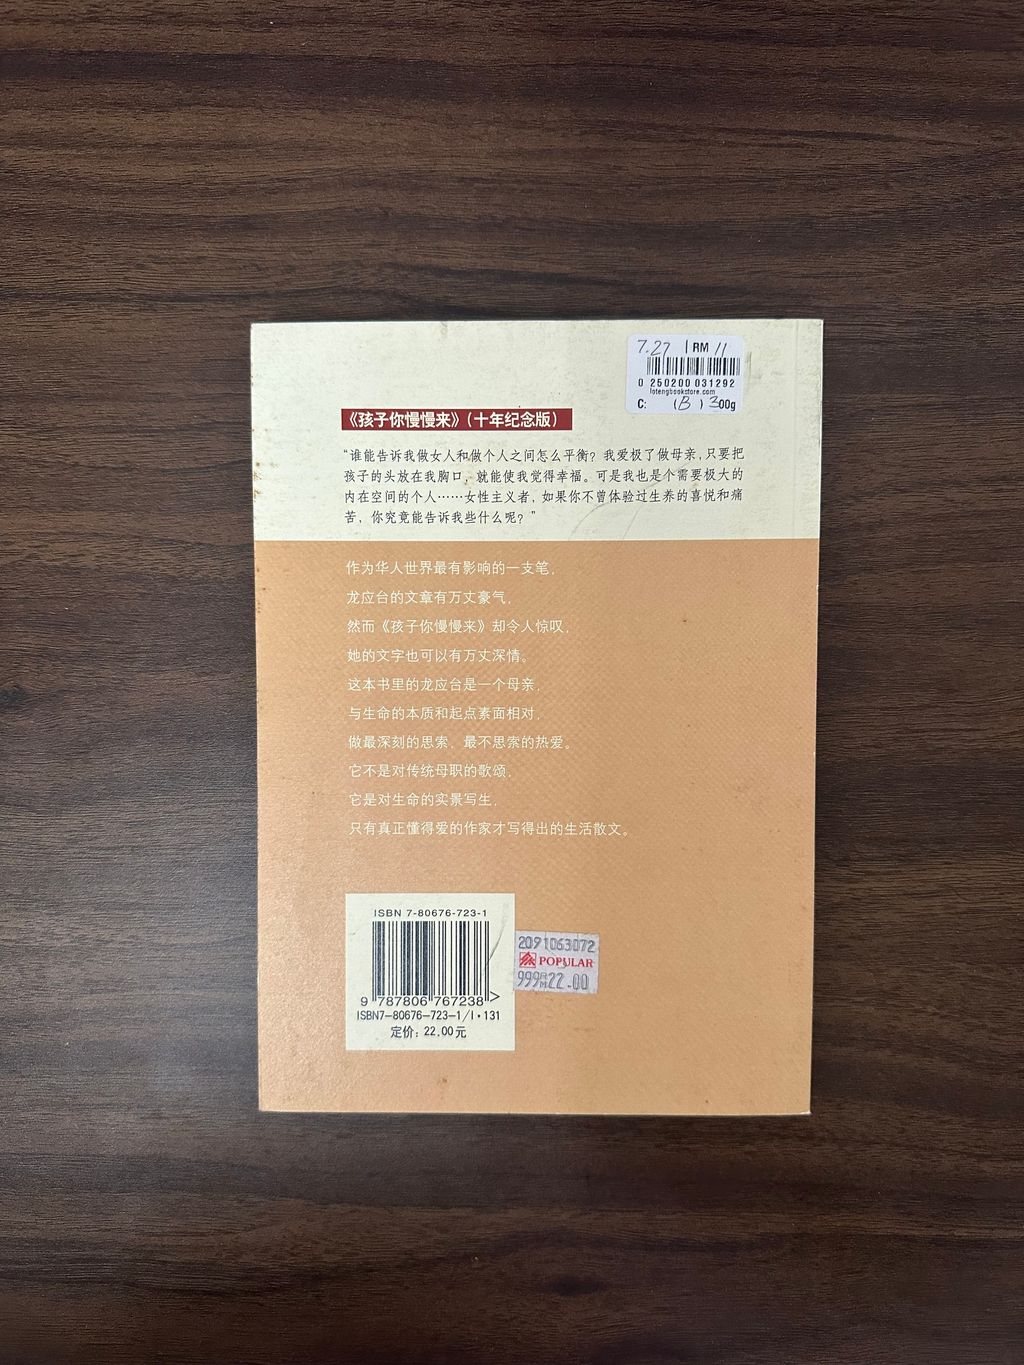 7.27 | RM 11
0 250200 031292
lotengbookstore.com
C: (B) 300g
《孩子你慢慢来》(十年纪念版)
“谁能告诉我做女人和做个人之间怎么平衡?我爱极了做母亲,只要把
孩子的头放在我胸口,就能使我觉得幸福。可是我也是个需要极大的
内在空间的个人……女性主义者,如果你不曾体验过生养的喜悦和痛
苦,你究竟能告诉我些什么呢?”
作为华人世界最有影响的一支笔,
龙应台的文章有万丈豪气,
然而《孩子你慢慢来》却令人惊叹,
她的文字也可以有万丈深情。
这本书里的龙应台是一个母亲,
与生命的本质和起点素面相对,
做最深刻的思索,最不思索的热爱。
它不是对传统母职的歌颂,
它是对生命的实景写生,
只有真正懂得爱的作家才写得出的生活散文。
ISBN 7-80676-723-1
9 787806 767238 >
ISBN7-80676-723-1/I·131
定价:22.00元
2091063072
POPULAR
999 22.00